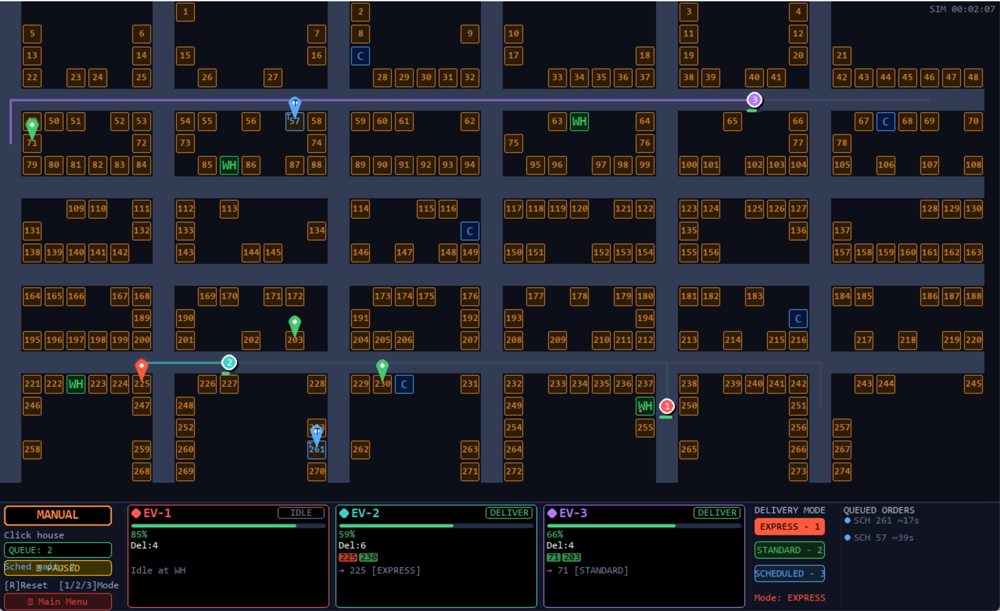 SIM 00:02:07
1 2 3 4
5 6 7 8 9 10 11 12
13 14 15 16 C 17 18 19 20 21
22 23 24 25 26 27 28 29 30 31 32 33 34 35 36 37 38 39 40 41 42 43 44 45 46 47 48
3
50 51 52 53 54 55 56 T57 58 59 60 61 62 63 WH 64 65 66 67 C 68 69 70
71 72 73 74 75 76 77 78
79 80 81 82 83 84 85 WH 86 87 88 89 90 91 92 93 94 95 96 97 98 99 100 101 102 103 104 105 106 107 108
109 110 111 112 113 114 115 116 117 118 119 120 121 122 123 124 125 126 127 128 129 130
131 132 133 134 C 135 136 137
138 139 140 141 142 143 144 145 146 147 148 149 150 151 152 153 154 155 156 157 158 159 160 161 162 163
164 165 166 167 168 169 170 171 172 173 174 175 176 177 178 179 180 181 182 183 184 185 186 187 188
189 190 191 192 193 194 C
195 196 197 198 199 200 201 202 203 204 205 206 207 208 209 210 211 212 213 214 215 216 217 218 219 220
2
221 222 WH 223 224 225 226 227 228 229 230 C 231 232 233 234 235 236 237 238 239 240 241 242 243 244 245
246 247 248 249 WH 1 250 251
252 254 255 256 257
258 259 260 T261 262 263 264 265 266 267
268 269 270 271 272 273 274
MANUAL
Click house
QUEUE: 2
PAUSED
[R]Reset [1/2/3]Mode
Main Menu
EV-1 IDLE
85%
Del:4
Idle at WH
EV-2 DELIVER
59%
Del:6
225 230
→ 225 [EXPRESS]
EV-3 DELIVER
66%
Del:4
71 203
→ 71 [STANDARD]
DELIVERY MODE
EXPRESS - 1
STANDARD - 2
SCHEDULED - 3
Mode: EXPRESS
QUEUED ORDERS
SCH 261 ~17s
SCH 57 ~39s